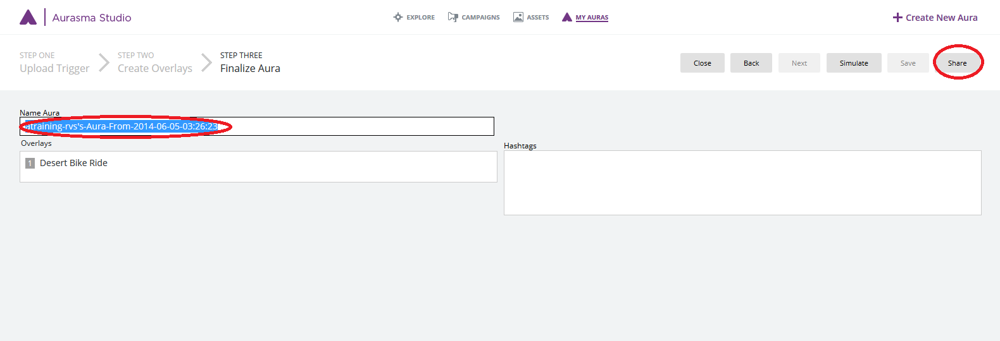 Aurasma Studio
EXPLORE
CAMPAIGNS
ASSETS
MY AURAS
Create New Aura
STEP ONE
Upload Trigger
STEP TWO
Create Overlays
STEP THREE
Finalize Aura
Close
Back
Next
Simulate
Save
Share
Name Aura
atraining-rvs's-Aura-From-2014-06-05-03:26:23
Overlays
1 Desert Bike Ride
Hashtags